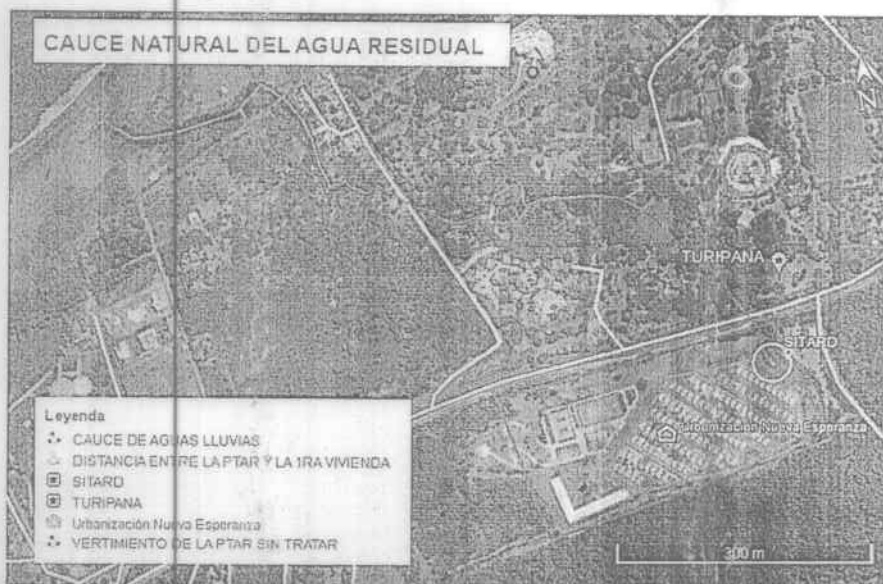 CAUCE NATURAL DEL AGUA RESIDUAL
N
TURIPANA
SITARD
Urbanización Nueva Esperanza
Leyenda
CAUCE DE AGUAS LLUVIAS
DISTANCIA ENTRE LA PTAR Y LA 1RA VIVIENDA
SITARD
TURIPANA
Urbanización Nueva Esperanza
VERTIMIENTO DE LA PTAR SIN TRATAR
300 m